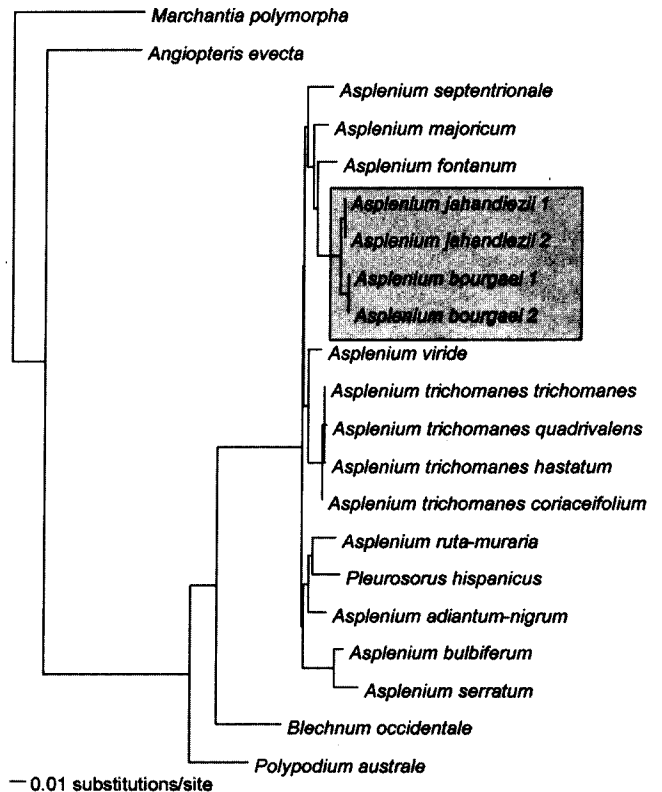 Marchantia polymorpha
Angiopteris evecta
Asplenium septentrionale
Asplenium majoricum
Asplenium fontanum
Asplenium jahandiezii 1
Asplenium jahandiezii 2
Asplenium bourgaei 1
Asplenium bourgaei 2
Asplenium viride
Asplenium trichomanes trichomanes
Asplenium trichomanes quadrivalens
Asplenium trichomanes hastatum
Asplenium trichomanes coriaceifolium
Asplenium ruta-muraria
Pleurosorus hispanicus
Asplenium adiantum-nigrum
Asplenium bulbiferum
Asplenium serratum
Blechnum occidentale
Polypodium australe
0.01 substitutions/site